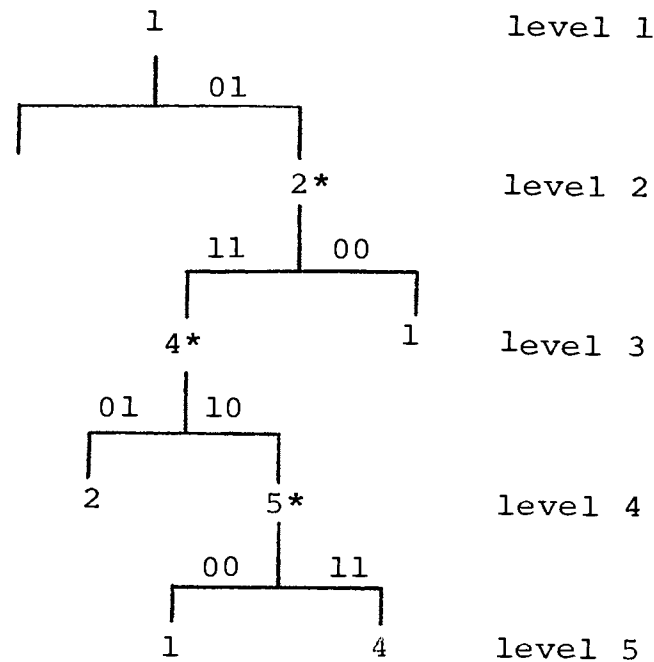 1 level 1
01
2* level 2
11 00
4* 1 level 3
01 10
2 5* level 4
00 11
1 4 level 5